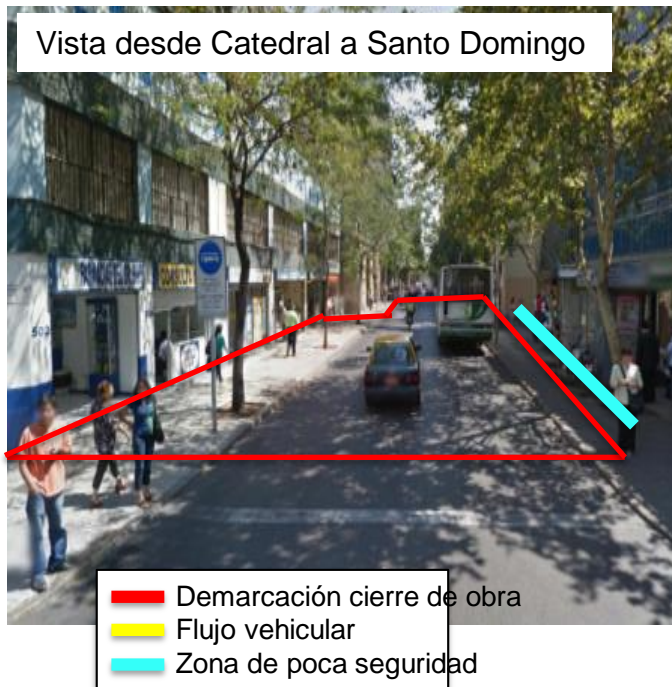 Vista desde Catedral a Santo Domingo
Demarcación cierre de obra
Flujo vehicular
Zona de poca seguridad